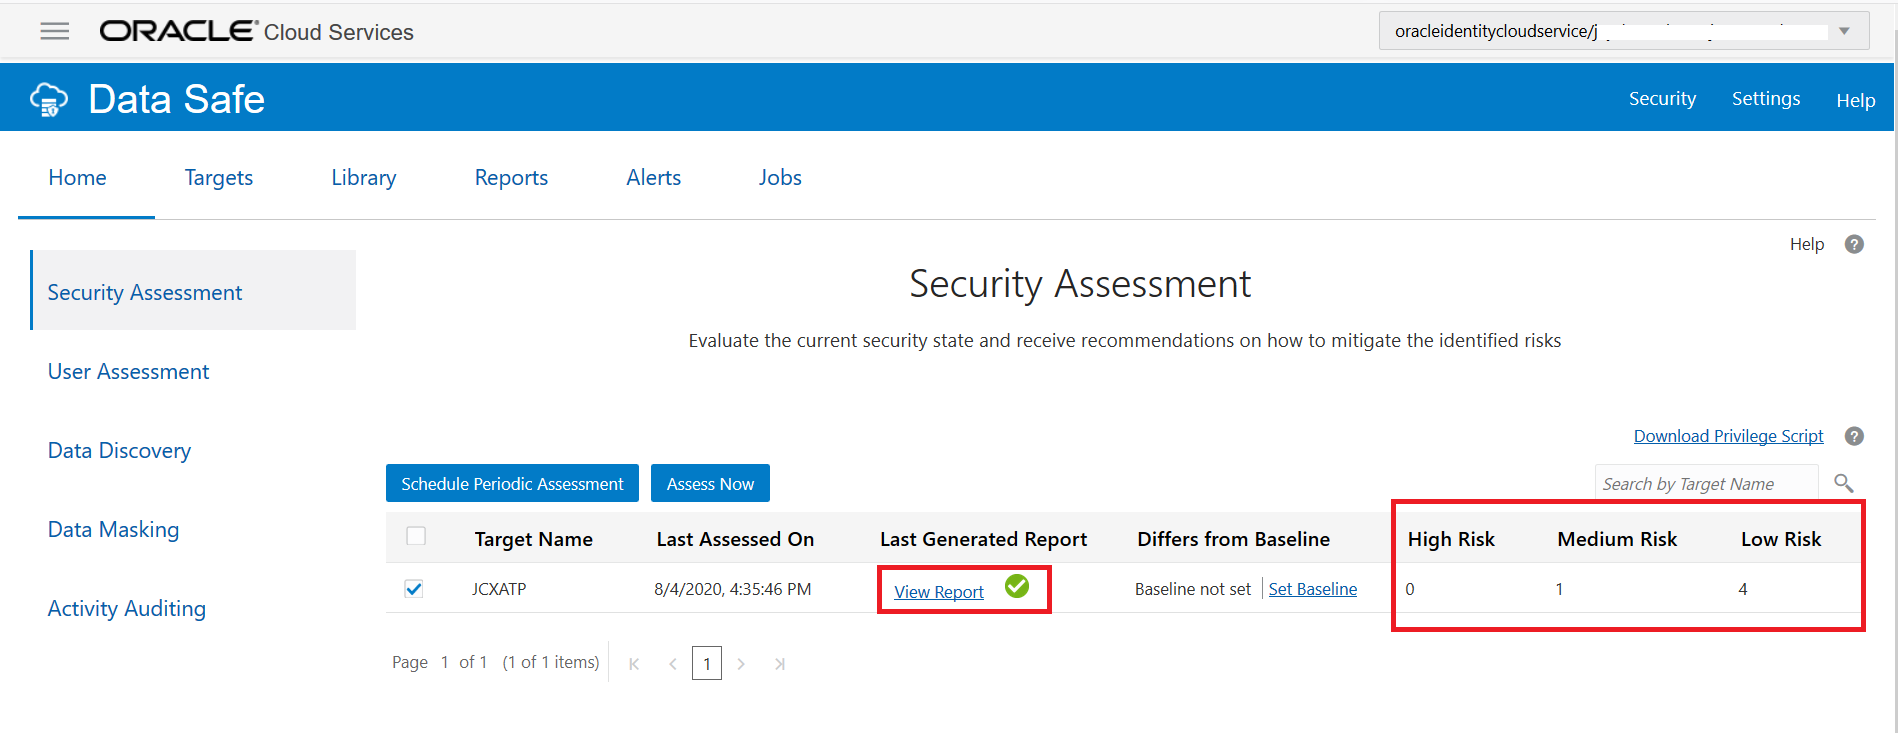 ORACLE Cloud Services
oracleidentitycloudservice/j
Data Safe
Security Settings Help
Home Targets Library Reports Alerts Jobs
Help ?
Security Assessment
Security Assessment
Evaluate the current security state and receive recommendations on how to mitigate the identified risks
User Assessment
Data Discovery
Data Masking
Activity Auditing
Download Privilege Script ?
Schedule Periodic Assessment Assess Now Search by Target Name
Target Name Last Assessed On Last Generated Report Differs from Baseline High Risk Medium Risk Low Risk
JCXATP 8/4/2020, 4:35:46 PM View Report Baseline not set Set Baseline 0 1 4
Page 1 of 1 (1 of 1 items) 1